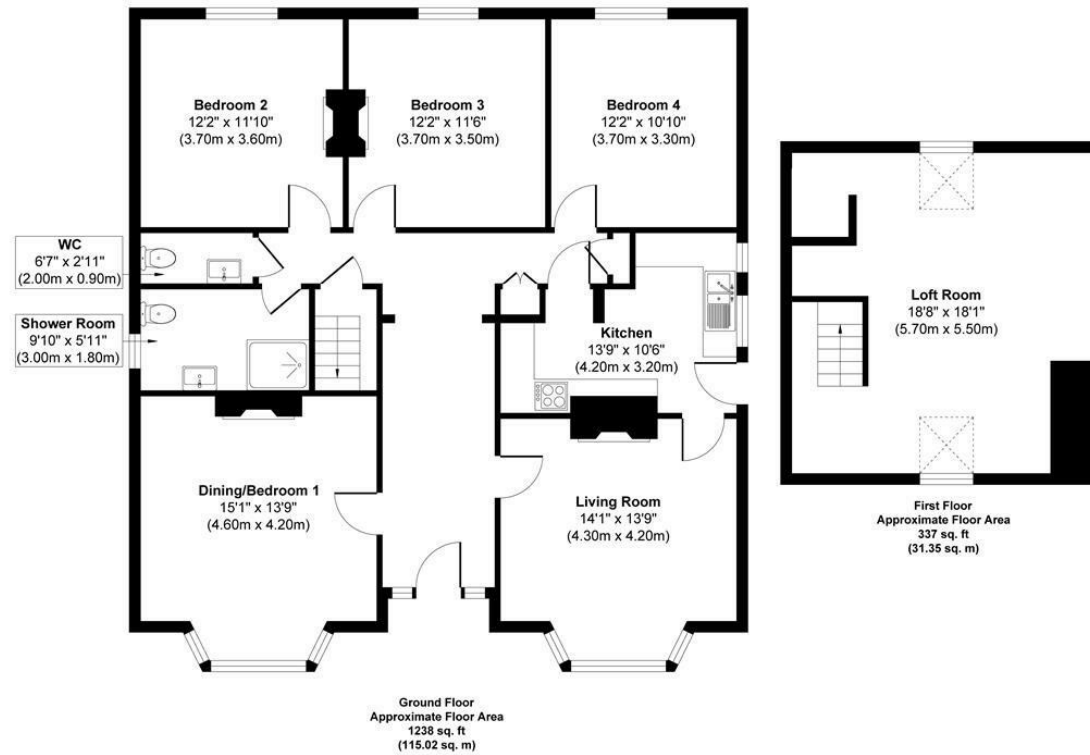 Bedroom 2
12'2" x 11'10"
(3.70m x 3.60m)
Bedroom 3
12'2" x 11'6"
(3.70m x 3.50m)
Bedroom 4
12'2" x 10'10"
(3.70m x 3.30m)
WC
6'7" x 2'11"
(2.00m x 0.90m)
Shower Room
9'10" x 5'11"
(3.00m x 1.80m)
Kitchen
13'9" x 10'6"
(4.20m x 3.20m)
Loft Room
18'8" x 18'1"
(5.70m x 5.50m)
Dining/Bedroom 1
15'1" x 13'9"
(4.60m x 4.20m)
Living Room
14'1" x 13'9"
(4.30m x 4.20m)
First Floor
Approximate Floor Area
337 sq. ft
(31.35 sq. m)
Ground Floor
Approximate Floor Area
1238 sq. ft
(115.02 sq. m)